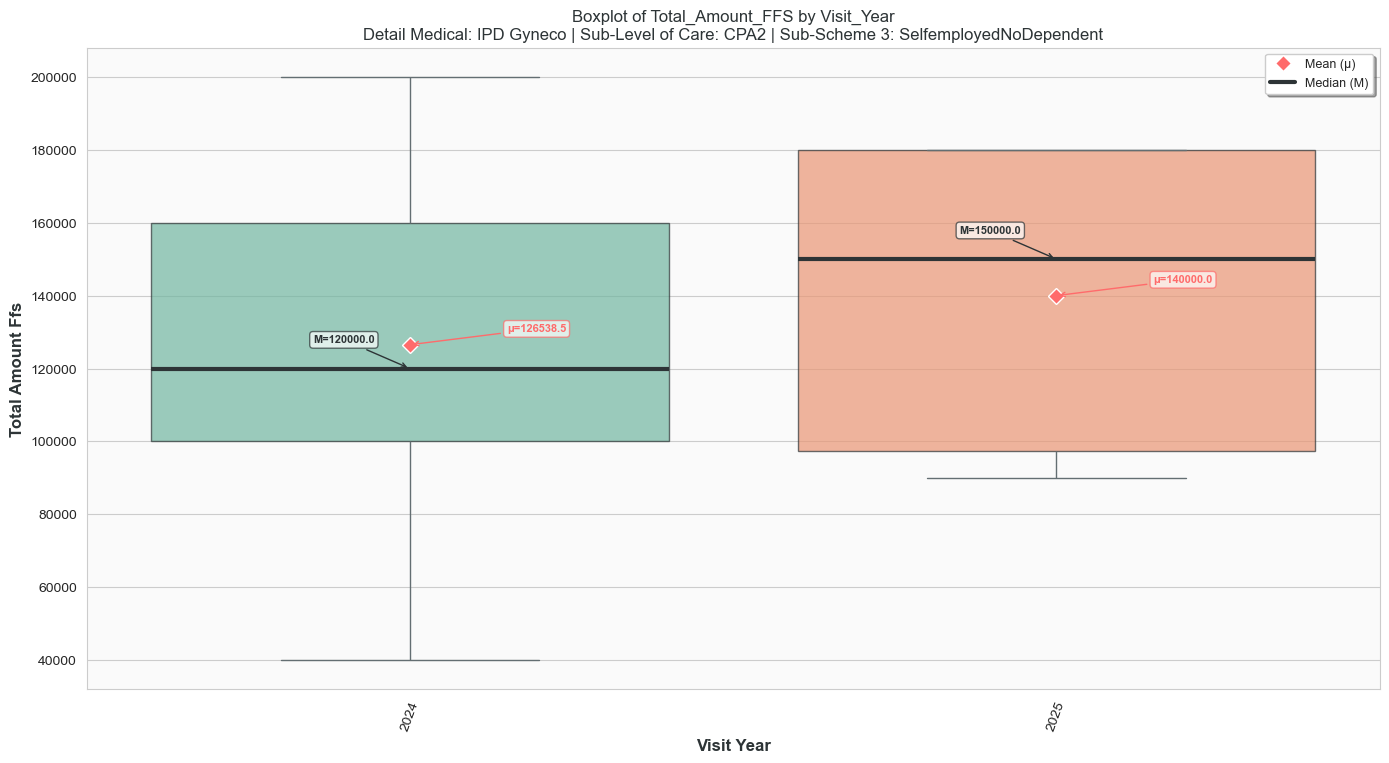 Boxplot of Total_Amount_FFS by Visit_Year
Detail Medical: IPD Gyneco | Sub-Level of Care: CPA2 | Sub-Scheme 3: SelfemployedNoDependent
Mean (μ)
Median (M)
Total Amount Ffs
200000
180000
160000
140000
120000
100000
80000
60000
40000
M=120000.0
μ=126538.5
M=150000.0
μ=140000.0
2024
2025
Visit Year